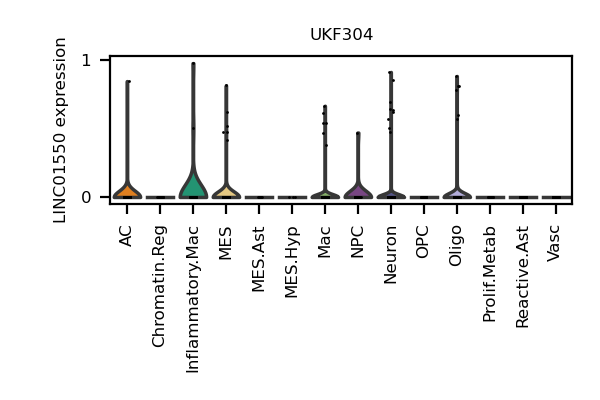 UKF304
LINC01550 expression
1
0
AC
Chromatin.Reg
Inflammatory.Mac
MES
MES.Ast
MES.Hyp
Mac
NPC
Neuron
OPC
Oligo
Prolif.Metab
Reactive.Ast
Vasc